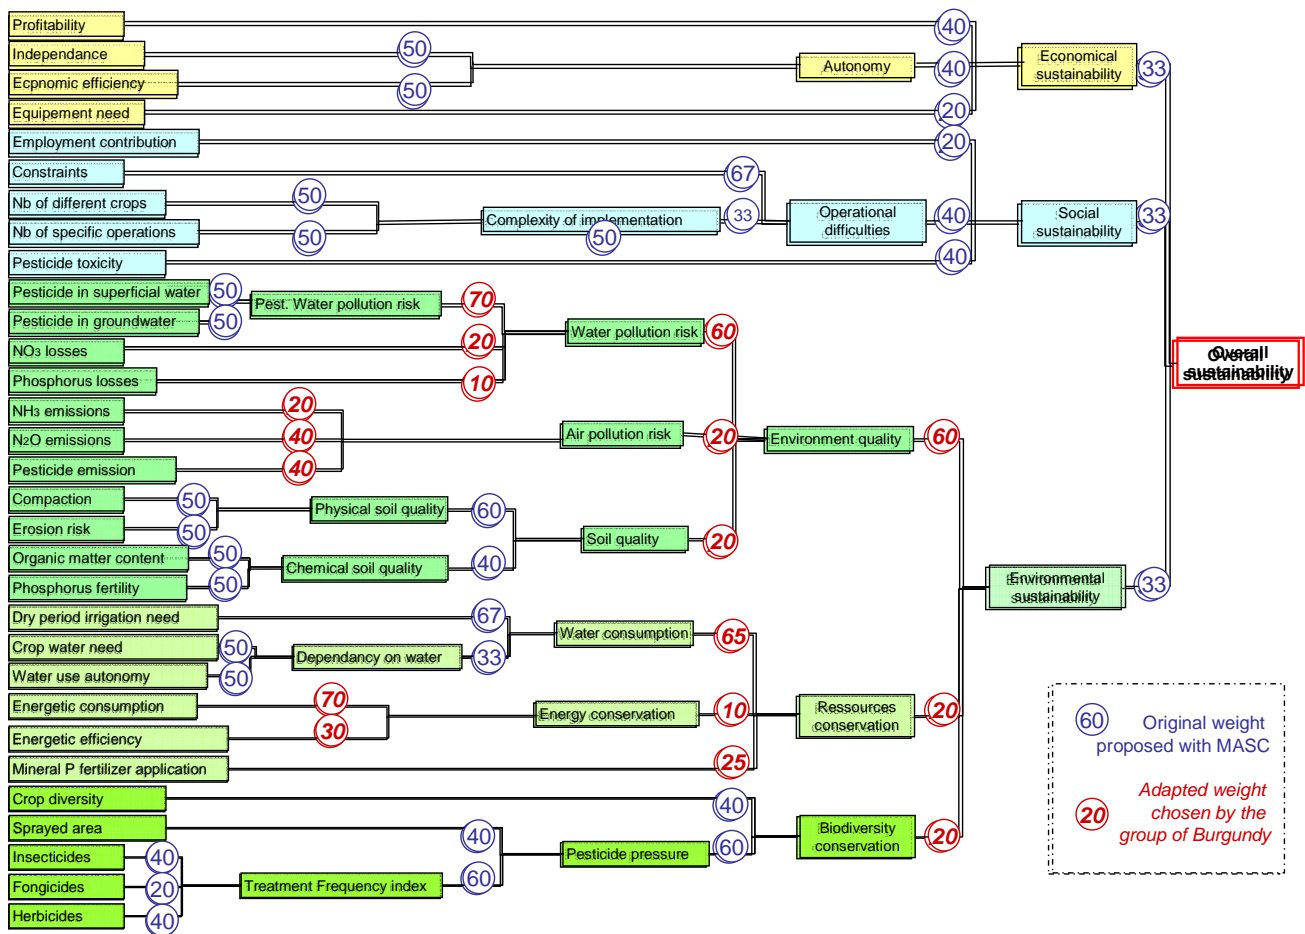 Profitability
40
Independance
50
Autonomy
40
Economical
sustainability
33
Ecpnomic efficiency
50
Equipement need
20
Employment contribution
20
Constraints
67
Nb of different crops
50
Complexity of implementation
50
33
Operational
difficulties
40
Social
sustainability
33
Nb of specific operations
50
Pesticide toxicity
40
Pesticide in superficial water
50
Pest. Water pollution risk
70
Pesticide in groundwater
50
Water pollution risk
60
NO3 losses
20
Phosphorus losses
10
Overall
sustainability
NH3 emissions
20
N2O emissions
40
Air pollution risk
20
Environment quality
60
Pesticide emission
40
Compaction
50
Physical soil quality
60
Erosion risk
50
Soil quality
20
Organic matter content
50
Chemical soil quality
40
Phosphorus fertility
50
Environmental
sustainability
33
Dry period irrigation need
67
Water consumption
65
Crop water need
50
Dependancy on water
33
Water use autonomy
50
Energetic consumption
70
Energy conservation
10
Ressources
conservation
20
Energetic efficiency
30
Mineral P fertilizer application
25
Crop diversity
40
Sprayed area
40
Biodiversity
conservation
20
Insecticides
40
Pesticide pressure
60
Fongicides
20
Treatment Frequency index
60
Herbicides
40
60
Original weight
proposed with MASC
20
Adapted weight
chosen by the
group of Burgundy